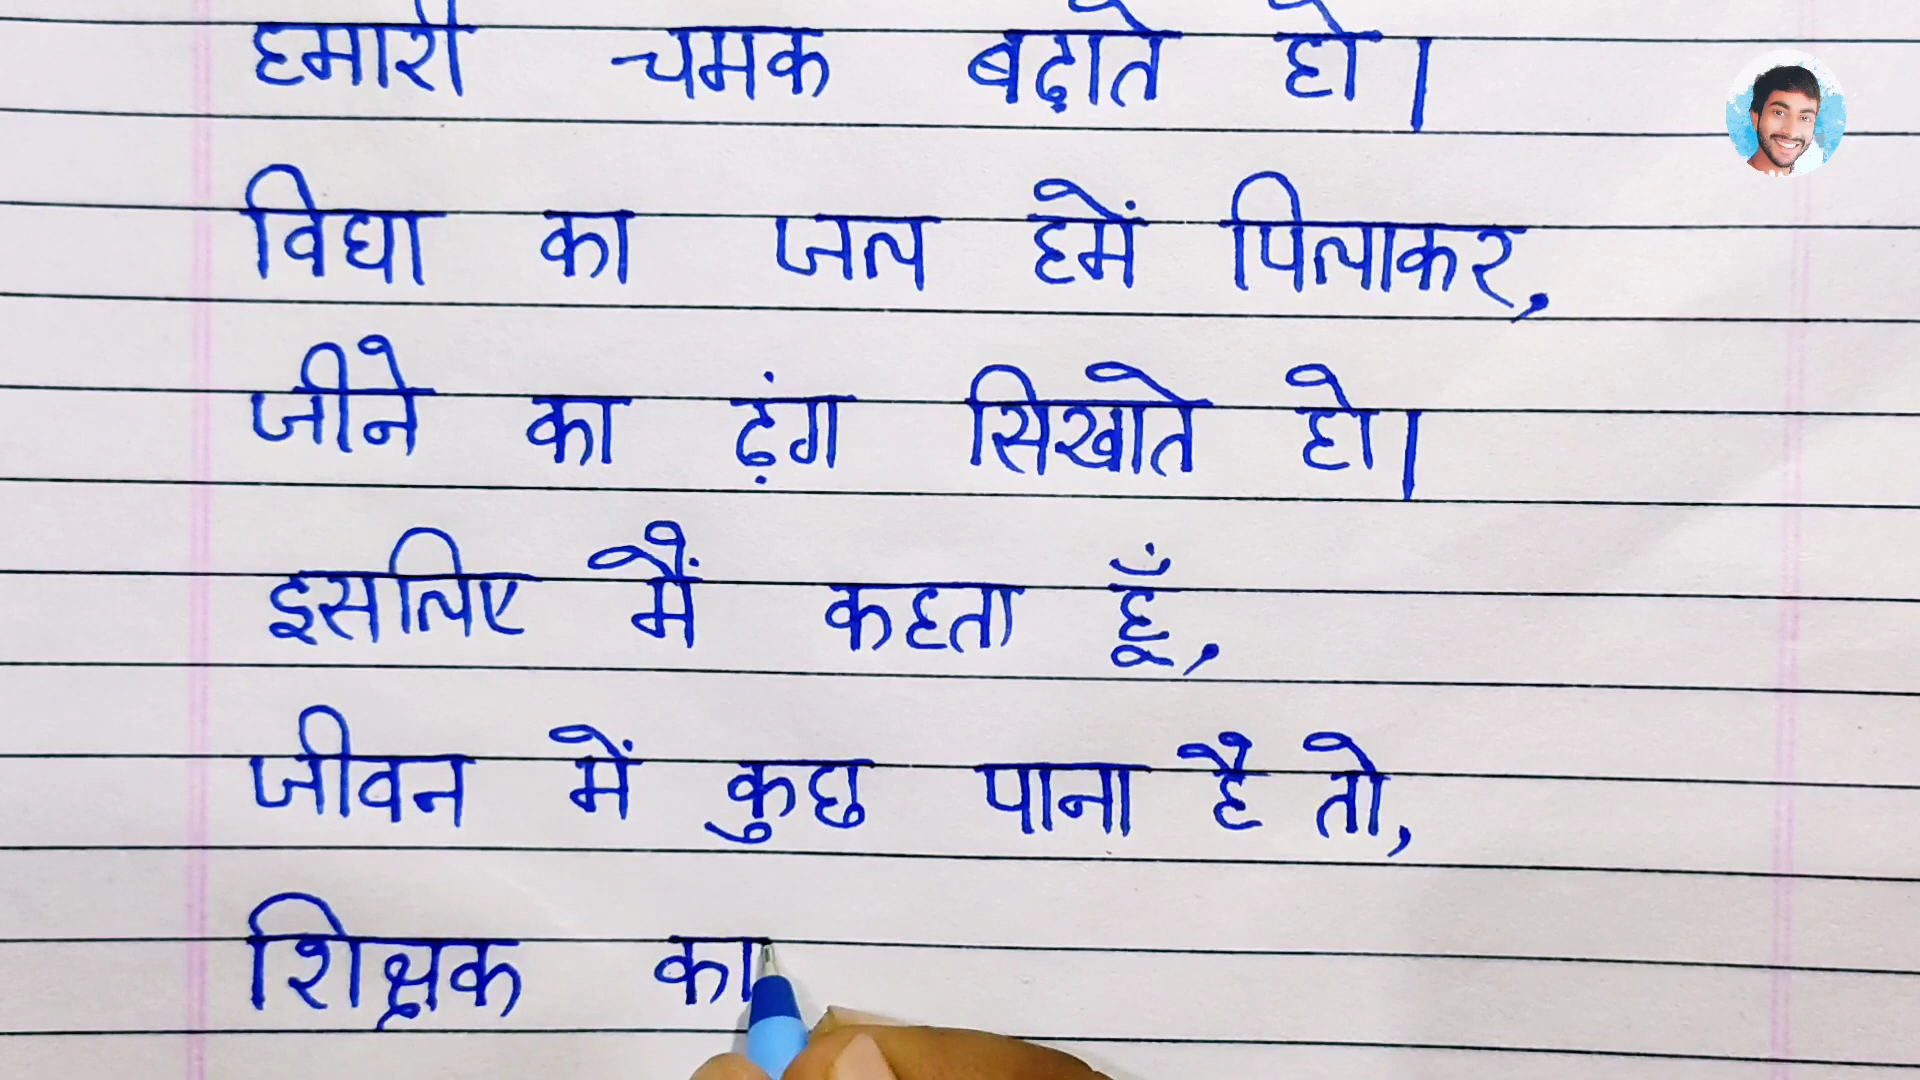 हमारी चमक बढ़ाते हो।
विघा का जल हमें पिलाकर,
जीने का ढ़ंग सिखाते हो।
इसलिए मैं कहता हूँ,
जीवन में कुछ पाना है तो,
शिक्षक का